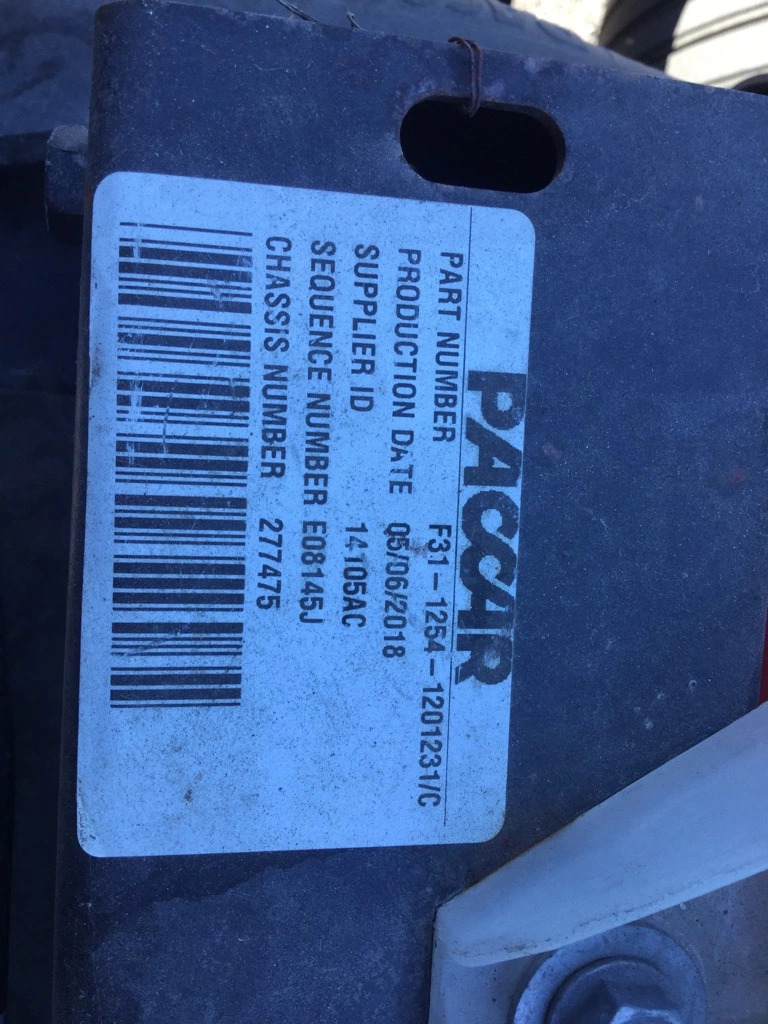 PACCAR
PART NUMBER F31-1254-1201231/C
PRODUCTION DATE 05/06/2018
SUPPLIER ID 14105AC
SEQUENCE NUMBER E08145J
CHASSIS NUMBER 277475